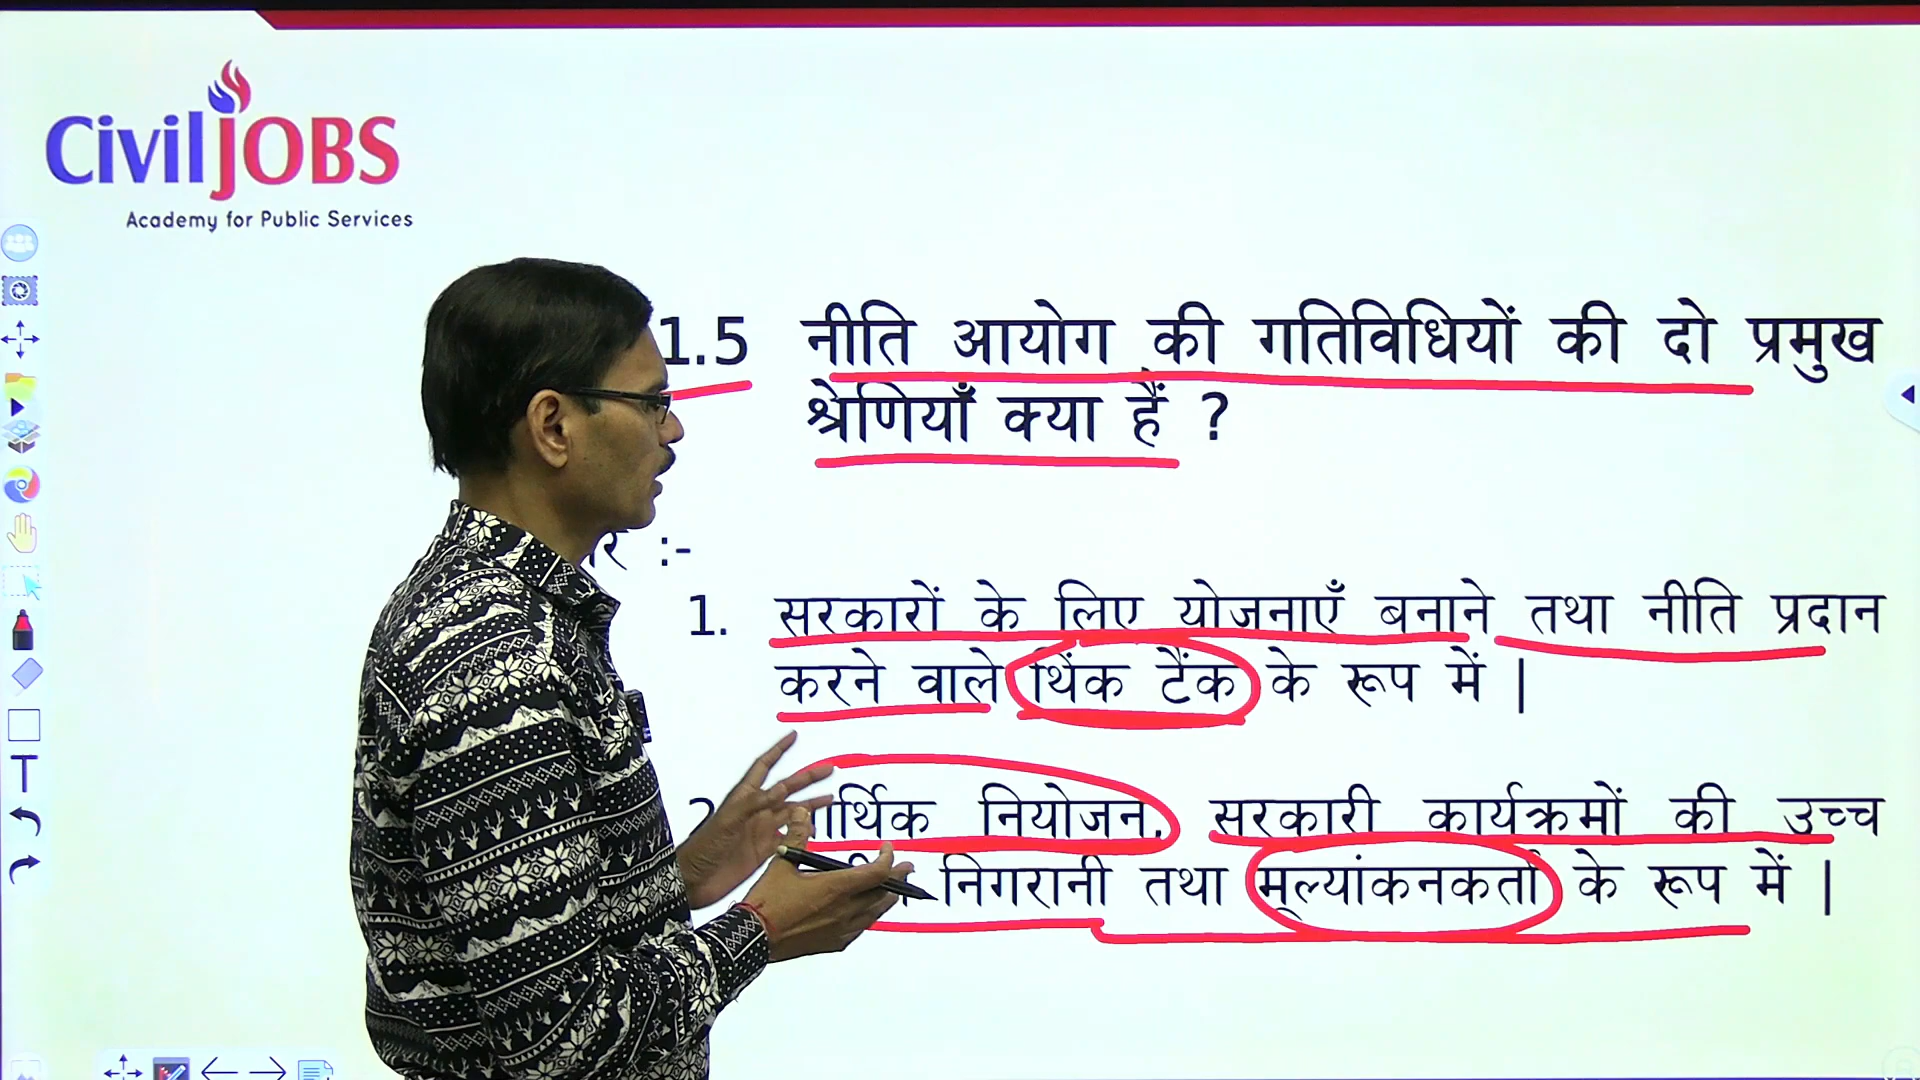 CivilJOBS
Academy for Public Services
1.5 नीति आयोग की गतिविधियों की दो प्रमुख
श्रेणियाँ क्या हैं ?
:-
1. सरकारों के लिए योजनाएँ बनाने तथा नीति प्रदान
करने वाले थिंक टैंक के रूप में |
2 नियोजन, सरकारी कार्यक्रमों की उच्च
निगरानी तथा मूल्यांकनकर्ता के रूप में |